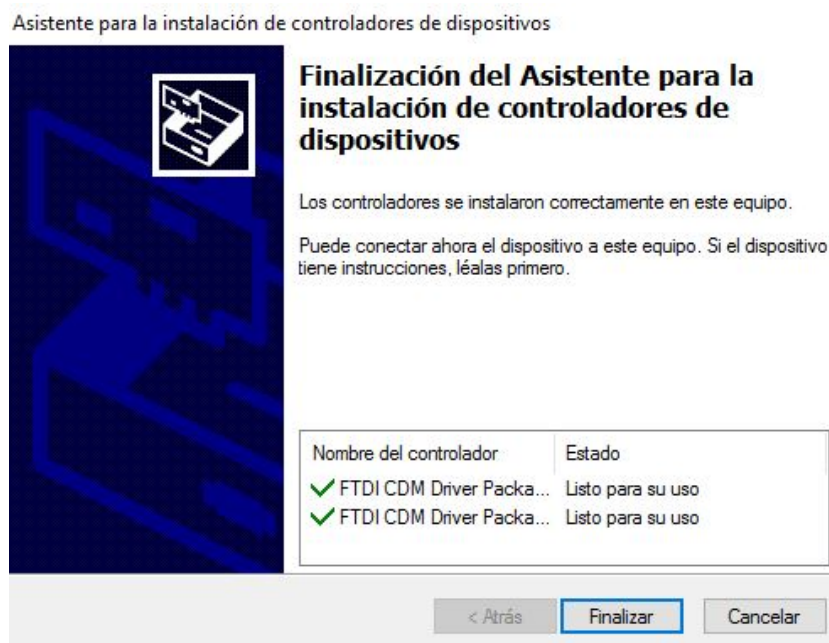 Asistente para la instalación de controladores de dispositivos
Finalización del Asistente para la
instalación de controladores de
dispositivos
Los controladores se instalaron correctamente en este equipo.
Puede conectar ahora el dispositivo a este equipo. Si el dispositivo
tiene instrucciones, léalas primero.
Nombre del controlador Estado
FTDI CDM Driver Packa... Listo para su uso
FTDI CDM Driver Packa... Listo para su uso
< Atrás Finalizar Cancelar